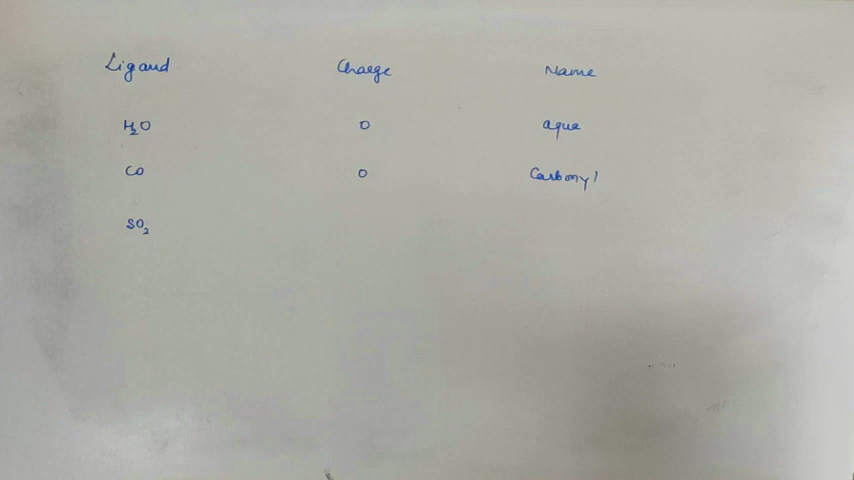 Ligand Charge Name
H₂O 0 aqua
CO 0 Carbonyl
SO₂